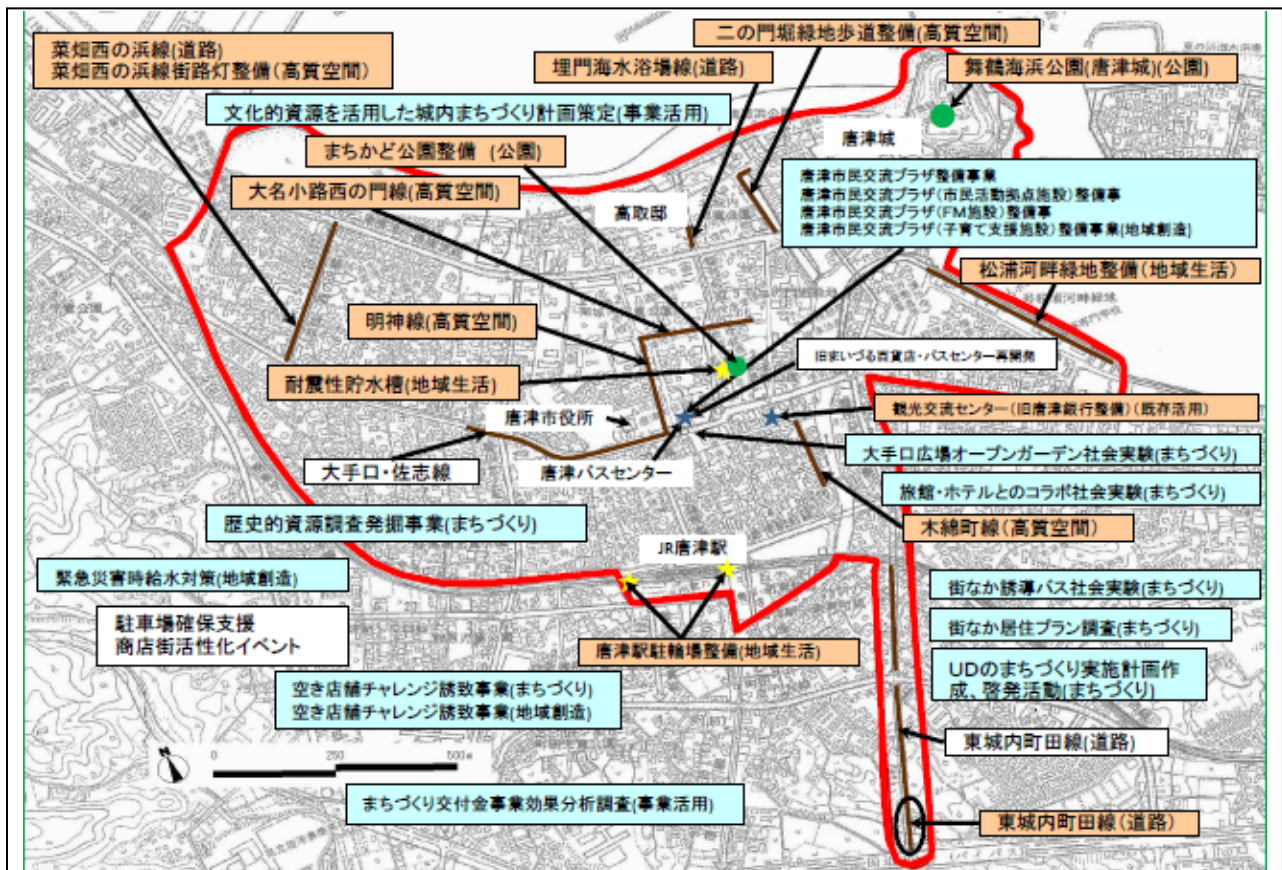 菜畑西の浜線(道路)
菜畑西の浜線街路灯整備(高質空間)
二の門堀緑地歩道整備(高質空間)
埋門海水浴場線(道路)
舞鶴海浜公園(唐津城)(公園)
文化的資源を活用した城内まちづくり計画策定(事業活用)
唐津城
まちかど公園整備 (公園)
大名小路西の門線(高質空間)
高取邸
唐津市民交流プラザ整備事業
唐津市民交流プラザ(市民活動拠点施設)整備事
唐津市民交流プラザ(FM施設)整備事
唐津市民交流プラザ(子育て支援施設)整備事業(地域創造)
松浦河畔緑地整備(地域生活)
明神線(高質空間)
旧まいづる百貨店・バスセンター再開発
耐震性貯水槽(地域生活)
唐津市役所
観光交流センター(旧唐津銀行整備)(既存活用)
大手口・佐志線
唐津バスセンター
大手口広場オープンガーデン社会実験(まちづくり)
旅館・ホテルとのコラボ社会実験(まちづくり)
歴史的資源調査発掘事業(まちづくり)
木綿町線(高質空間)
JR唐津駅
緊急災害時給水対策(地域創造)
街なか誘導バス社会実験(まちづくり)
駐車場確保支援
商店街活性化イベント
街なか居住プラン調査(まちづくり)
唐津駅駐輪場整備(地域生活)
UDのまちづくり実施計画作
成、啓発活動(まちづくり)
空き店舗チャレンジ誘致事業(まちづくり)
空き店舗チャレンジ誘致事業(地域創造)
東城内町田線(道路)
N
0 250 500m
まちづくり交付金事業効果分析調査(事業活用)
東城内町田線(道路)